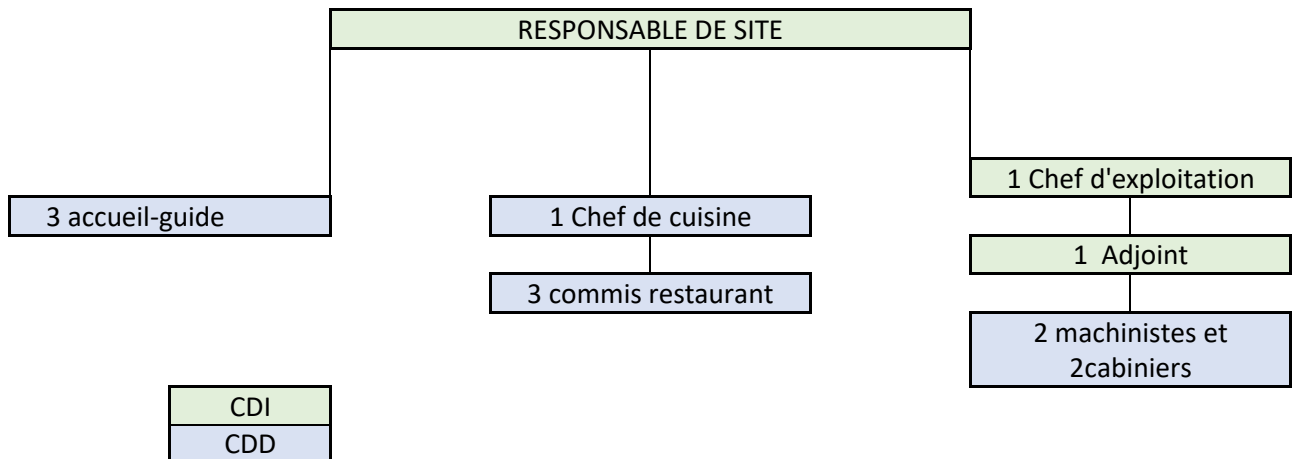 RESPONSABLE DE SITE
1 Chef d'exploitation
3 accueil-guide
1 Chef de cuisine
1 Adjoint
3 commis restaurant
2 machinistes et
2cabiniers
CDI
CDD